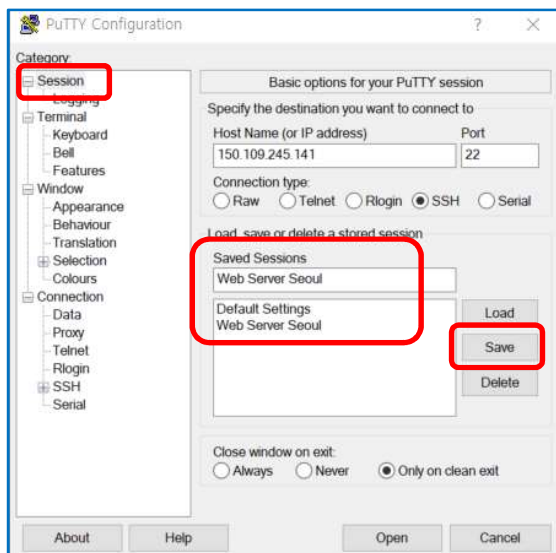 PuTTY Configuration
Category:
Session
Logging
Terminal
Keyboard
Bell
Features
Window
Appearance
Behaviour
Translation
Selection
Colours
Connection
Data
Proxy
Telnet
Rlogin
SSH
Serial
Basic options for your PuTTY session
Specify the destination you want to connect to
Host Name (or IP address) Port
150.109.245.141 22
Connection type:
Raw Telnet Rlogin SSH Serial
Load, save or delete a stored session
Saved Sessions
Web Server Seoul
Default Settings
Web Server Seoul
Load
Save
Delete
Close window on exit:
Always Never Only on clean exit
About Help Open Cancel